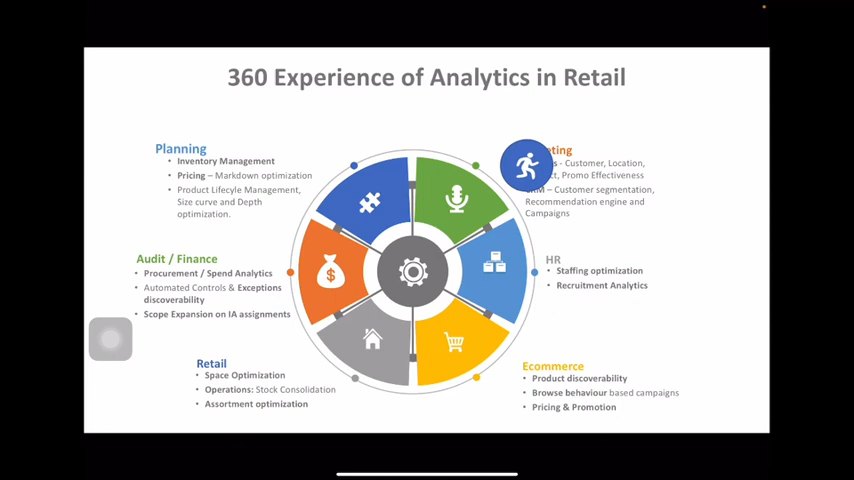 360 Experience of Analytics in Retail
Planning
• Inventory Management
• Pricing – Markdown optimization
• Product Lifecyle Management,
Size curve and Depth
optimization.
Customer, Location,
Promo Effectiveness
– Customer segmentation,
Recommendation engine and
Campaigns
Audit / Finance
• Procurement / Spend Analytics
• Automated Controls & Exceptions
discoverability
• Scope Expansion on IA assignments
$
HR
• Staffing optimization
• Recruitment Analytics
Retail
• Space Optimization
• Operations: Stock Consolidation
• Assortment optimization
Ecommerce
• Product discoverability
• Browse behaviour based campaigns
• Pricing & Promotion